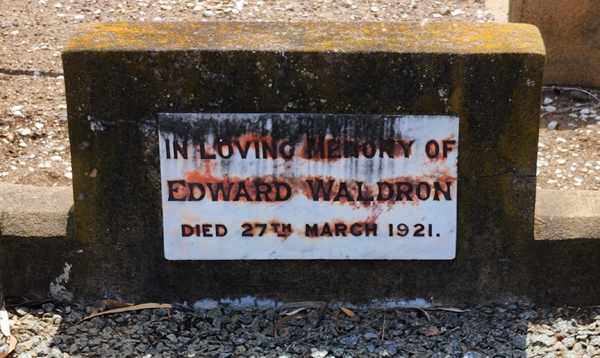 IN LOVING MEMORY OF
EDWARD WALDRON
DIED 27TH MARCH 1921.